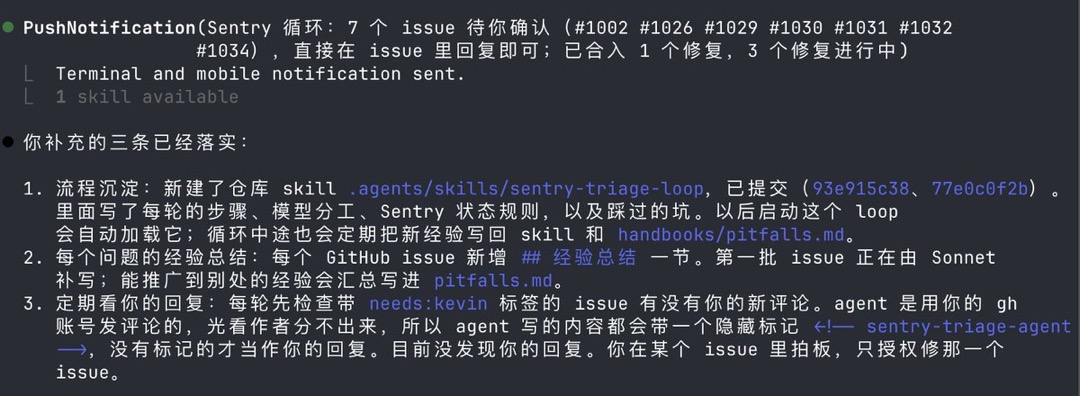 PushNotification(Sentry 循环：7 个 issue 待你确认（#1002 #1026 #1029 #1030 #1031 #1032
#1034），直接在 issue 里回复即可；已合入 1 个修复，3 个修复进行中)
Terminal and mobile notification sent.
1 skill available
你补充的三条已经落实：
1. 流程沉淀：新建了仓库 skill .agents/skills/sentry-triage-loop，已提交（93e915c38、77e0c0f2b）。
里面写了每轮的步骤、模型分工、Sentry 状态规则，以及踩过的坑。以后启动这个 loop
会自动加载它；循环中途也会定期把新经验写回 skill 和 handbooks/pitfalls.md。
2. 每个问题的经验总结：每个 GitHub issue 新增 ## 经验总结 一节。第一批 issue 正在由 Sonnet
补写；能推广到别处的经验会汇总写进 pitfalls.md。
3. 定期看你的回复：每轮先检查带 needs:kevin 标签的 issue 有没有你的新评论。agent 是用你的 gh
账号发评论的，光看作者分不出来，所以 agent 写的内容都会带一个隐藏标记 <!-- sentry-triage-agent
-->，没有标记的才当作你的回复。目前没发现你的回复。你在某个 issue 里拍板，只授权修那一个
issue。